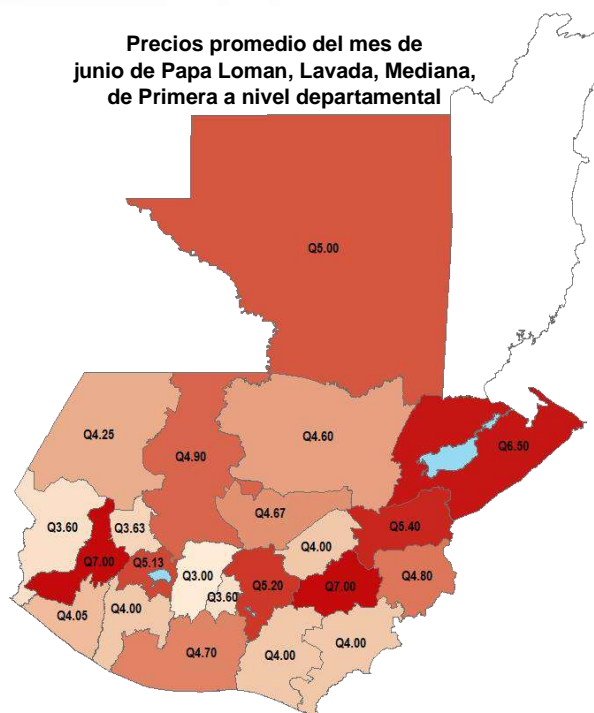 Precios promedio del mes de
junio de Papa Loman, Lavada, Mediana,
de Primera a nivel departamental
Q5.00
Q4.25
Q4.90
Q4.60
Q6.50
Q3.60
Q3.63
Q4.67
Q5.40
Q7.00
Q5.13
Q4.00
Q3.00
Q3.60
Q5.20
Q7.00
Q4.80
Q4.05
Q4.00
Q4.70
Q4.00
Q4.00